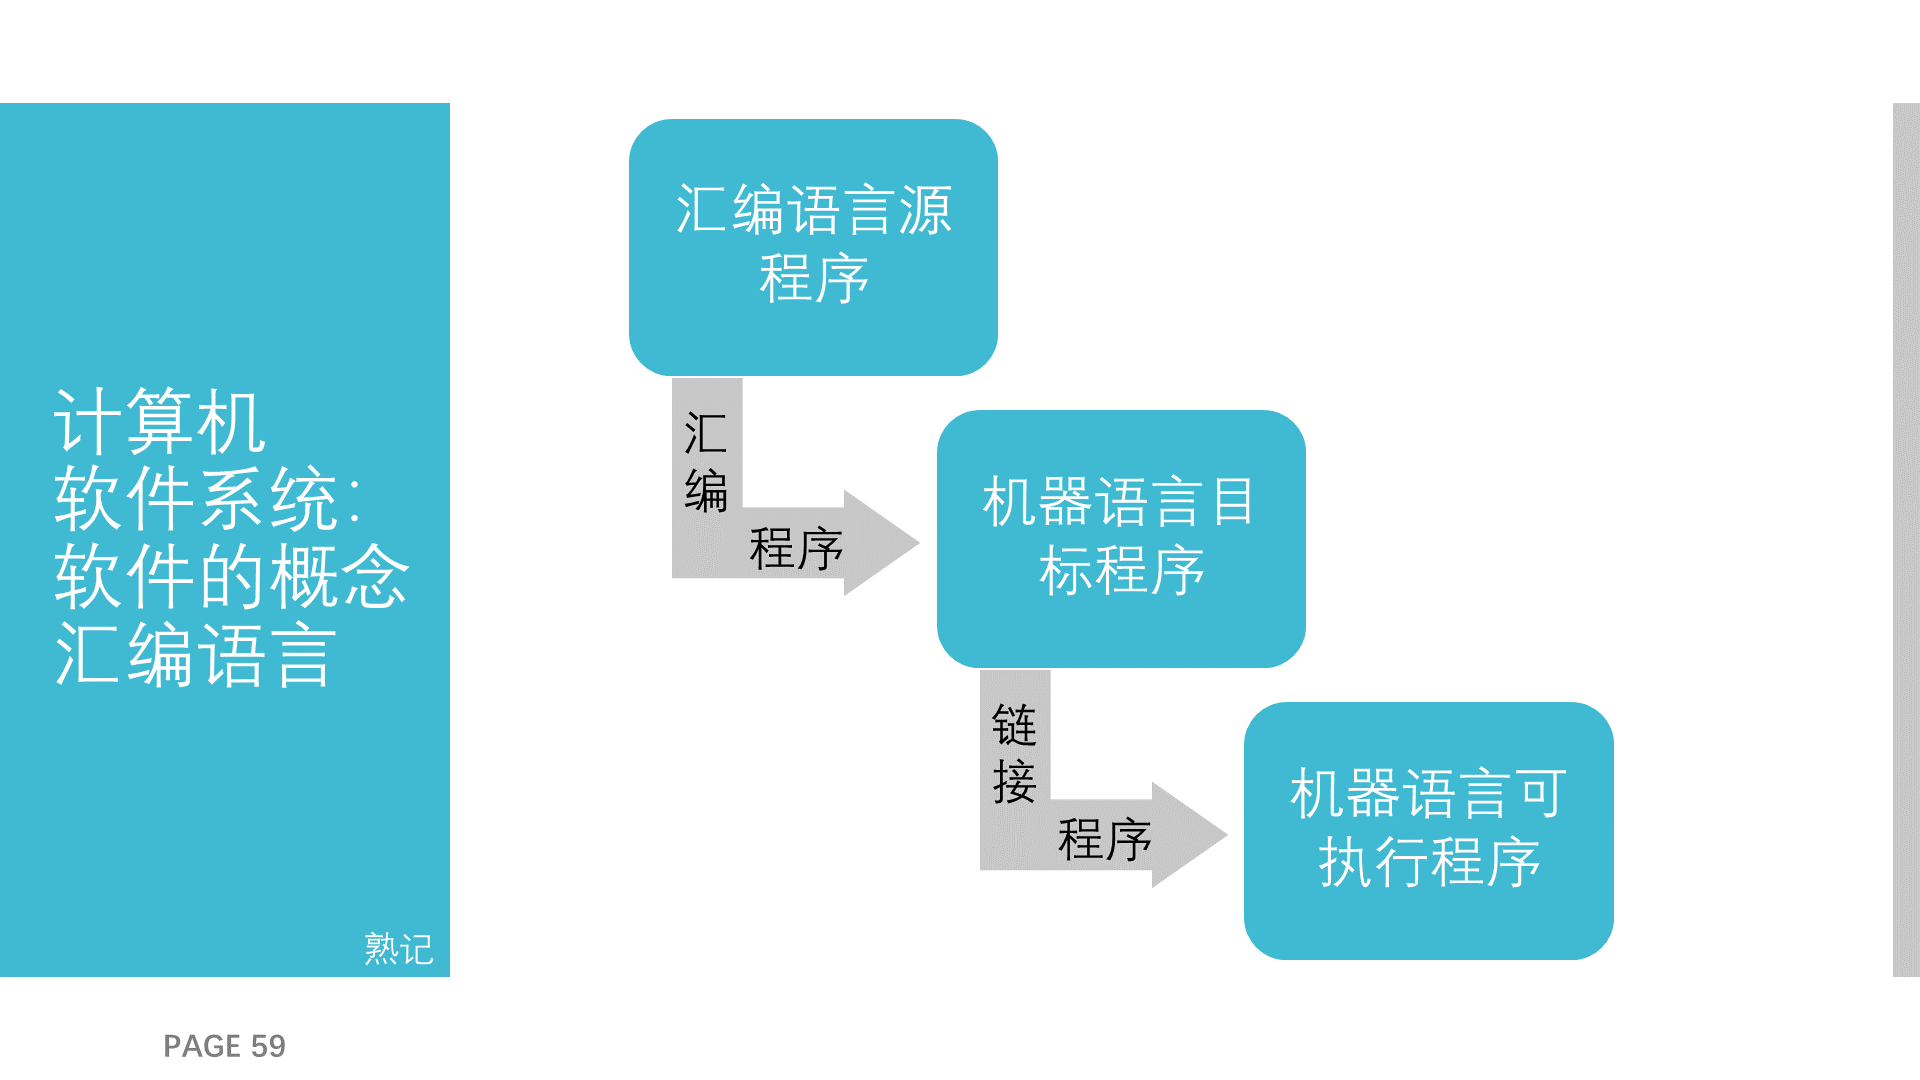 计算机
软件系统：
软件的概念
汇编语言
熟记
汇编语言源
程序
汇
编
程序
机器语言目
标程序
链
接
程序
机器语言可
执行程序
PAGE 59